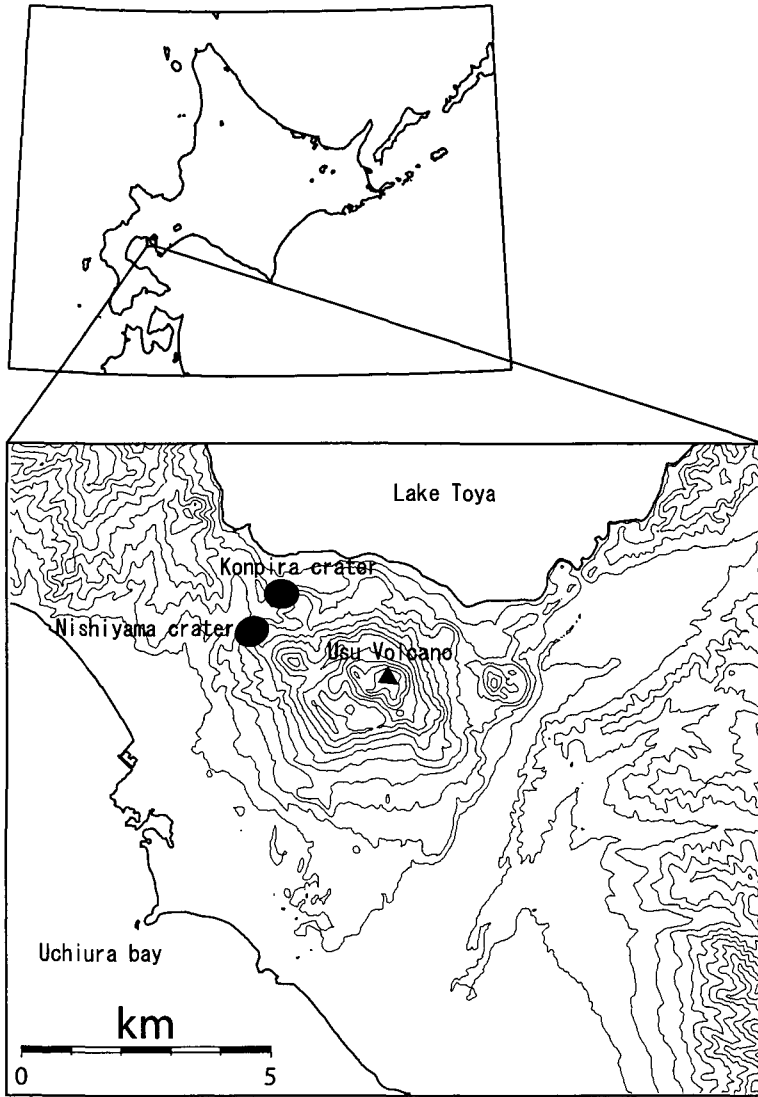 Lake Toya
Konpira crater
Nishiyama crater
Usu Volcano
Uchiura bay
km
0 5